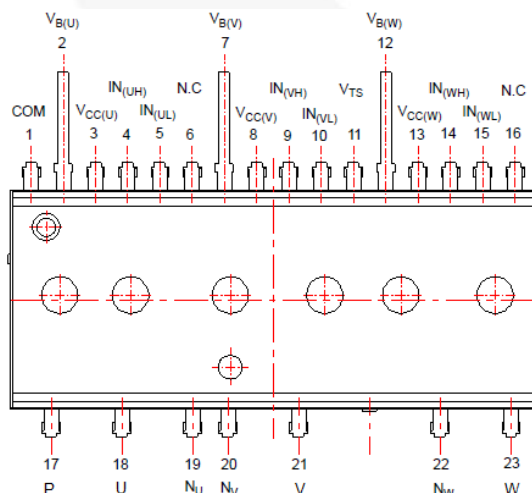 VB(U) VB(V) VB(W)
2 7 12
IN(UH) N.C IN(VH) IN(WH) N.C
COM VCC(U) IN(UL) VCC(V) IN(VL) VTS VCC(W) IN(WL)
1 3 4 5 6 8 9 10 11 13 14 15 16
17 18 19 20 21 22 23
P U NU NV V NW W